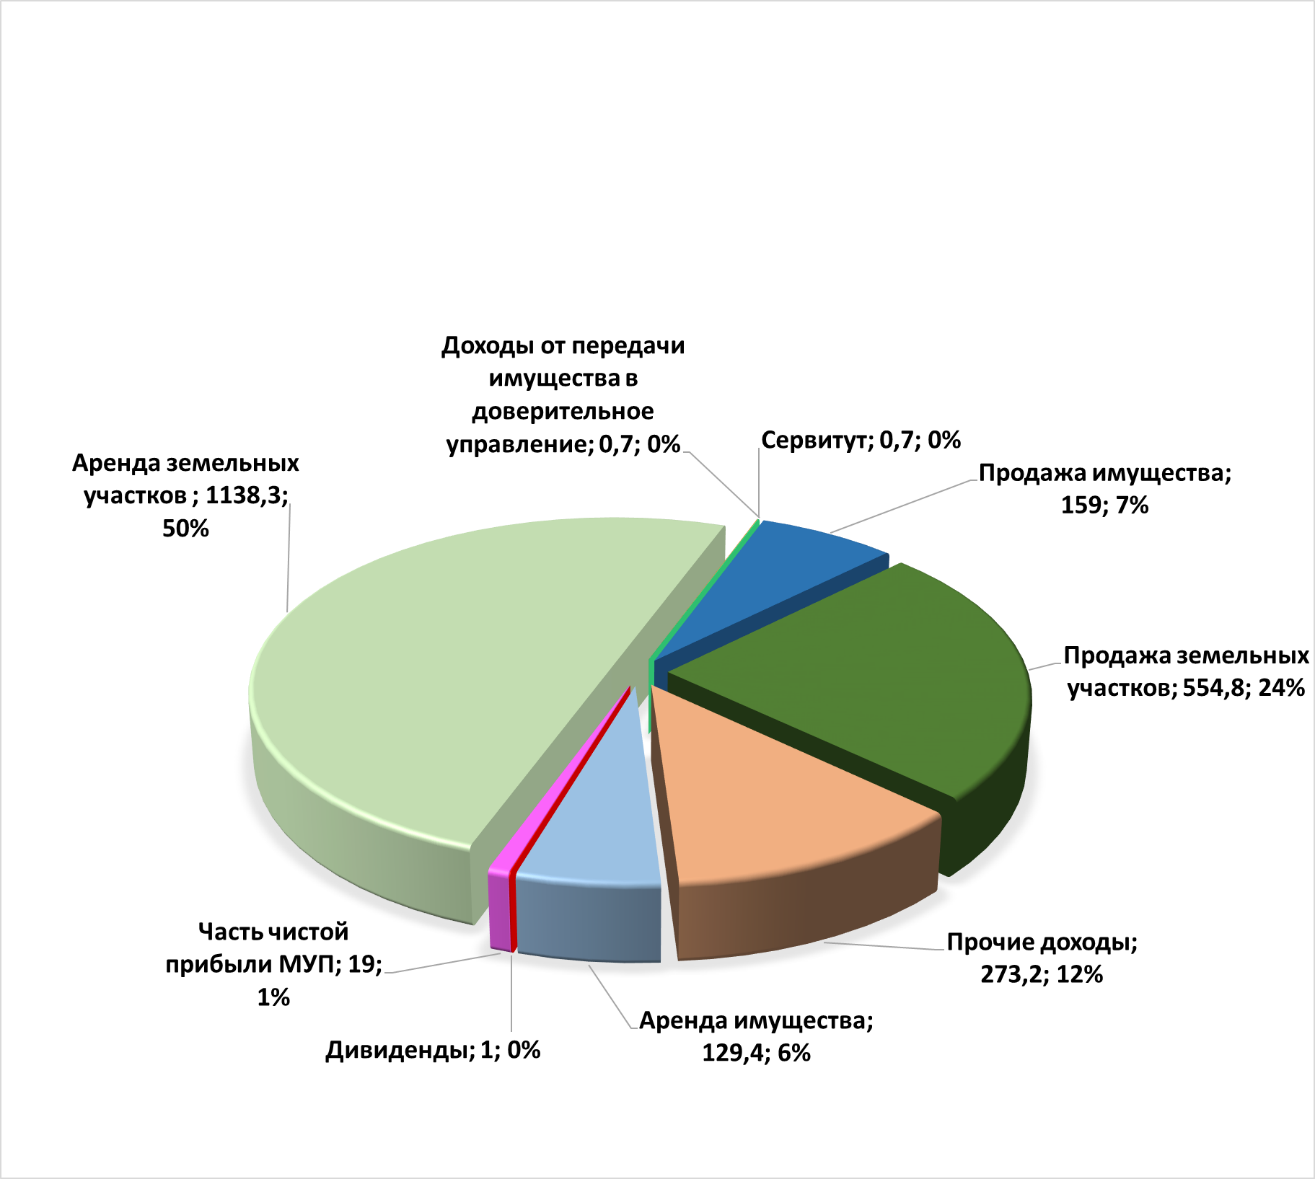 Доходы от передачи
имущества в
доверительное
управление; 0,7; 0%
Сервитут; 0,7; 0%
Продажа имущества;
159; 7%
Аренда земельных
участков ; 1138,3;
50%
Продажа земельных
участков; 554,8; 24%
Часть чистой
прибыли МУП; 19;
1%
Прочие доходы;
273,2; 12%
Аренда имущества;
129,4; 6%
Дивиденды; 1; 0%